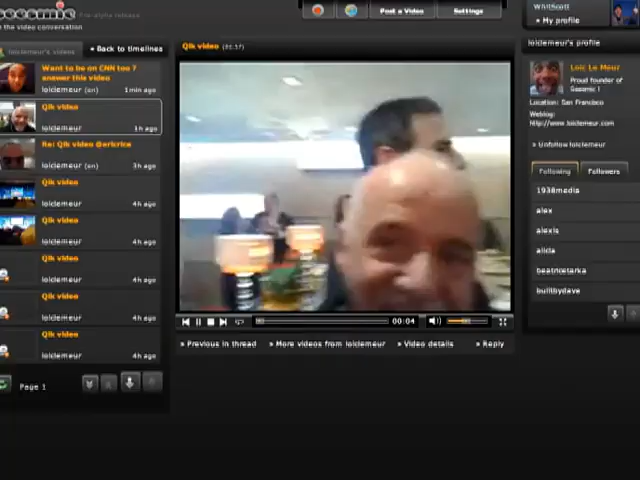 seesmic
Pre-alpha release
the video conversation
Post a Video
Settings
WhitScott
» My profile
loiclemeur's videos
» Back to timelines
Want to be on CNN too ?
answer this video
loiclemeur (en) 1min ago
Qik video
loiclemeur 1h ago
Re: Qik video @ericrice
loiclemeur (en) 3h ago
Qik video
loiclemeur 4h ago
Qik video
loiclemeur 4h ago
Qik video
loiclemeur 4h ago
Qik video
loiclemeur 4h ago
Qik video
loiclemeur 4h ago
Page 1
Qik video
00:04
» Previous in thread » More videos from loiclemeur » Video details » Reply
loiclemeur's profile
Loic Le Meur
Proud founder of
Seesmic !
Location: San Francisco
Weblog:
http://www.loiclemeur.com
» Unfollow loiclemeur
Following Followers
1938media
alex
alexis
alicia
beatricetarka
builtbydave